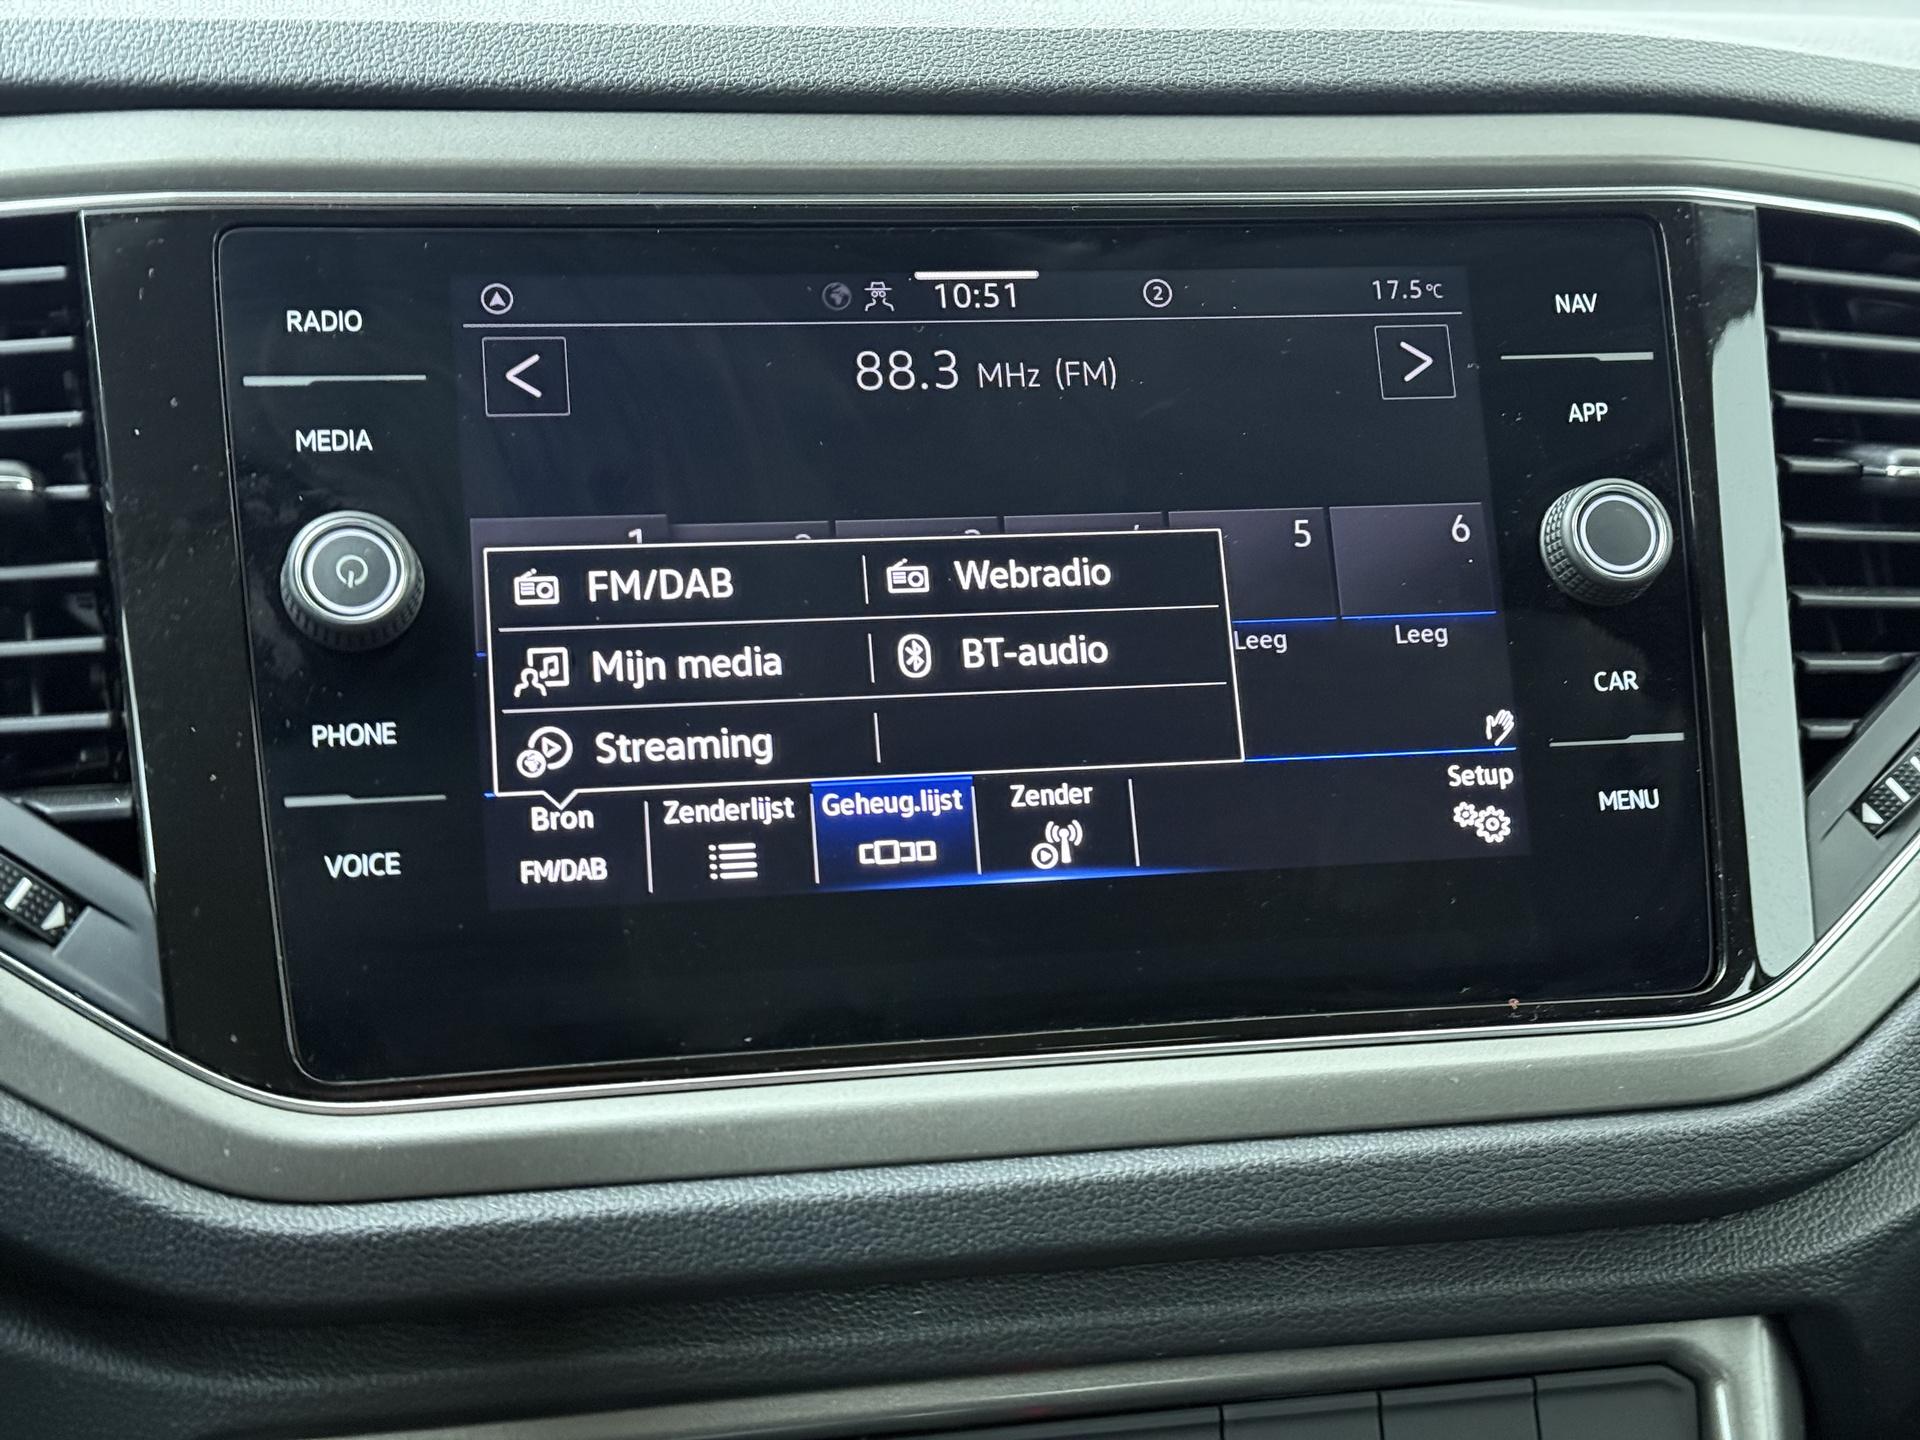 RADIO
MEDIA
PHONE
VOICE
NAV
APP
CAR
MENU
10:51
2
17.5°C
<
88.3 MHz (FM)
>
5
6
FM/DAB
Webradio
Mijn media
BT-audio
Streaming
Leeg
Leeg
Bron
FM/DAB
Zenderlijst
Geheug.lijst
Zender
Setup